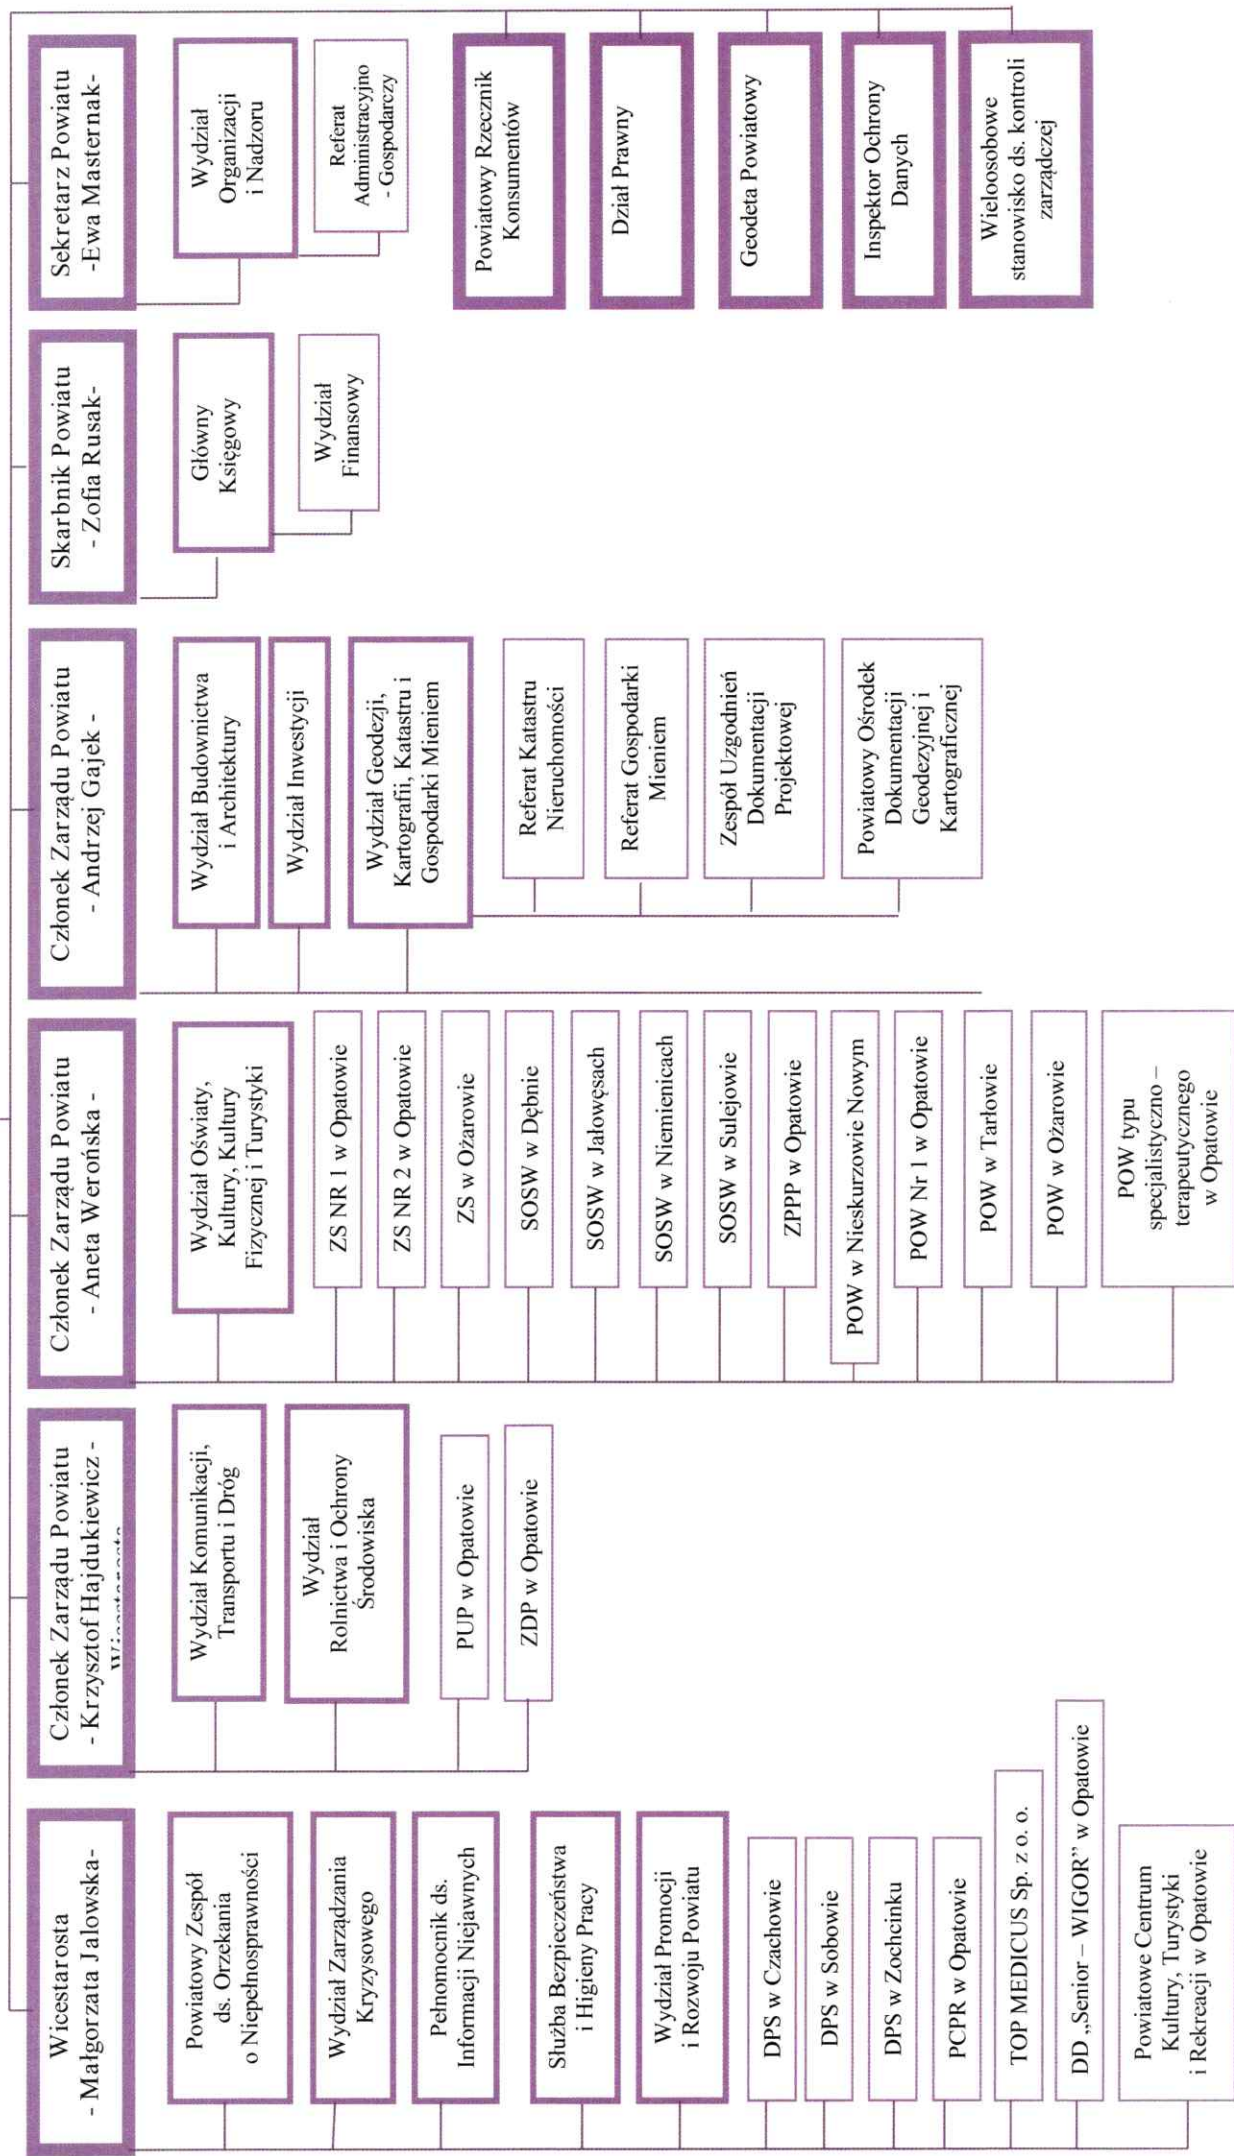 Wicestarosta
- Małgorzata Jalowska-
Powiatowy Zespół
ds. Orzekania
o Niepełnosprawności
Wydział Zarządzania
Kryzysowego
Pełnomocnik ds.
Informacji Niejawnych
Służba Bezpieczeństwa
i Higieny Pracy
Wydział Promocji
i Rozwoju Powiatu
DPS w Czachowie
DPS w Sobowie
DPS w Zochcinku
PCPR w Opatowie
TOP MEDICUS Sp. z o. o.
DD „Senior – WIGOR” w Opatowie
Powiatowe Centrum
Kultury, Turystyki
i Rekreacji w Opatowie
Członek Zarządu Powiatu
- Krzysztof Hajdukiewicz -
Wydział Komunikacji,
Transportu i Dróg
Wydział
Rolnictwa i Ochrony
Środowiska
PUP w Opatowie
ZDP w Opatowie
Członek Zarządu Powiatu
- Aneta Werońska -
Wydział Oświaty,
Kultury, Kultury
Fizycznej i Turystyki
ZS NR 1 w Opatowie
ZS NR 2 w Opatowie
ZS w Ożarowie
SOSW w Dębnie
SOSW w Jałowęsach
SOSW w Niemienicach
SOSW w Sulejowie
ZPPP w Opatowie
POW w Nieskurzowie Nowym
POW Nr 1 w Opatowie
POW w Tarłowie
POW w Ożarowie
POW typu
specjalistyczno –
terapeutycznego
w Opatowie
Członek Zarządu Powiatu
- Andrzej Gajek -
Wydział Budownictwa
i Architektury
Wydział Inwestycji
Wydział Geodezji,
Kartografii, Katastru i
Gospodarki Mieniem
Referat Katastru
Nieruchomości
Referat Gospodarki
Mieniem
Zespół Uzgodnień
Dokumentacji
Projektowej
Powiatowy Ośrodek
Dokumentacji
Geodezyjnej i
Kartograficznej
Skarbnik Powiatu
- Zofia Rusak-
Główny
Księgowy
Wydział
Finansowy
Sekretarz Powiatu
-Ewa Masternak-
Wydział
Organizacji
i Nadzoru
Referat
Administracyjno
- Gospodarczy
Powiatowy Rzecznik
Konsumentów
Dział Prawny
Geodeta Powiatowy
Inspektor Ochrony
Danych
Wieloosobowe
stanowisko ds. kontroli
zarządczej